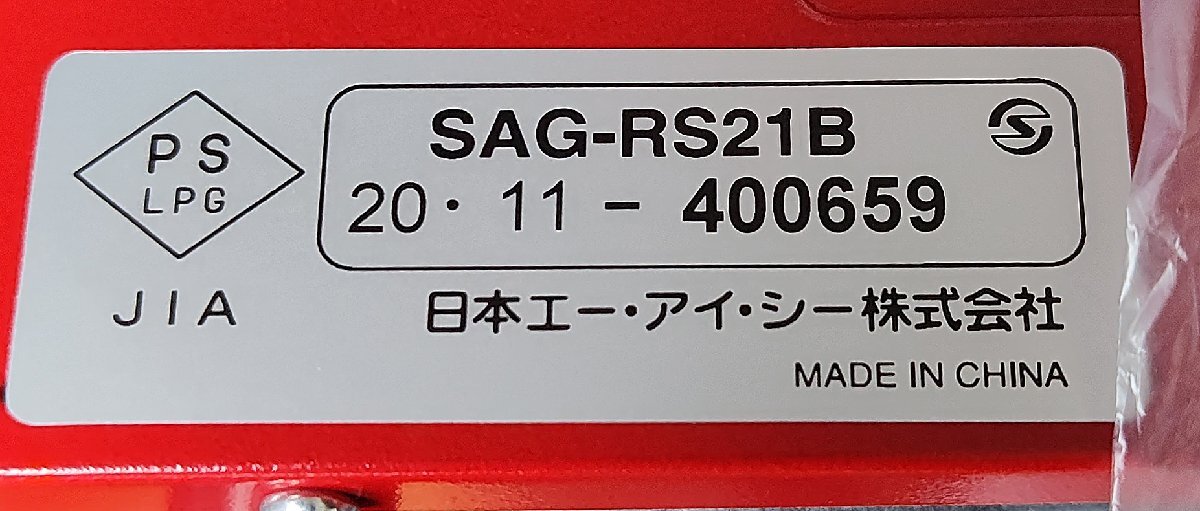 PS
LPG
JIA
SAG-RS21B
20・11-400659
日本エー・アイ・シー株式会社
MADE IN CHINA